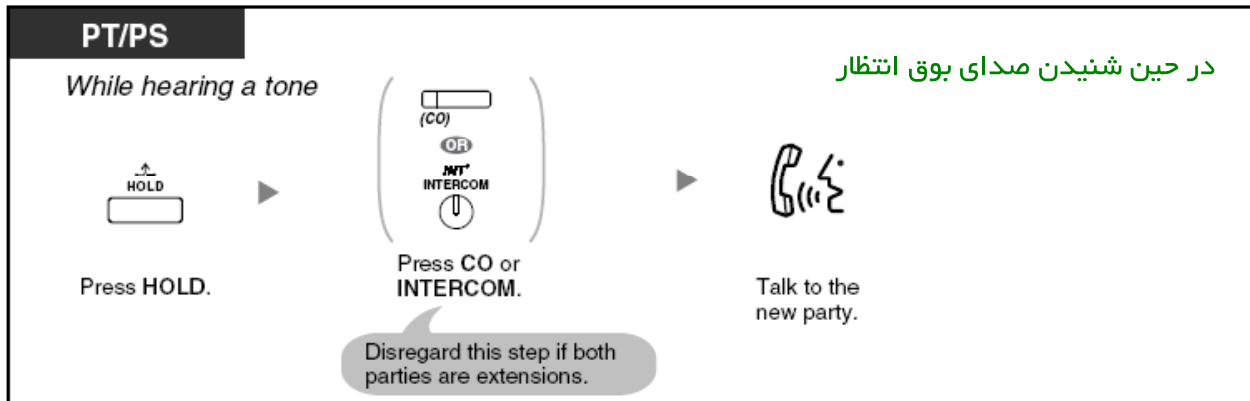 PT/PS
While hearing a tone
در حین شنیدن صدای بوق انتظار
HOLD
Press HOLD.
(CO)
OR
INT'
INTERCOM
Press CO or
INTERCOM.
Disregard this step if both
parties are extensions.
Talk to the
new party.